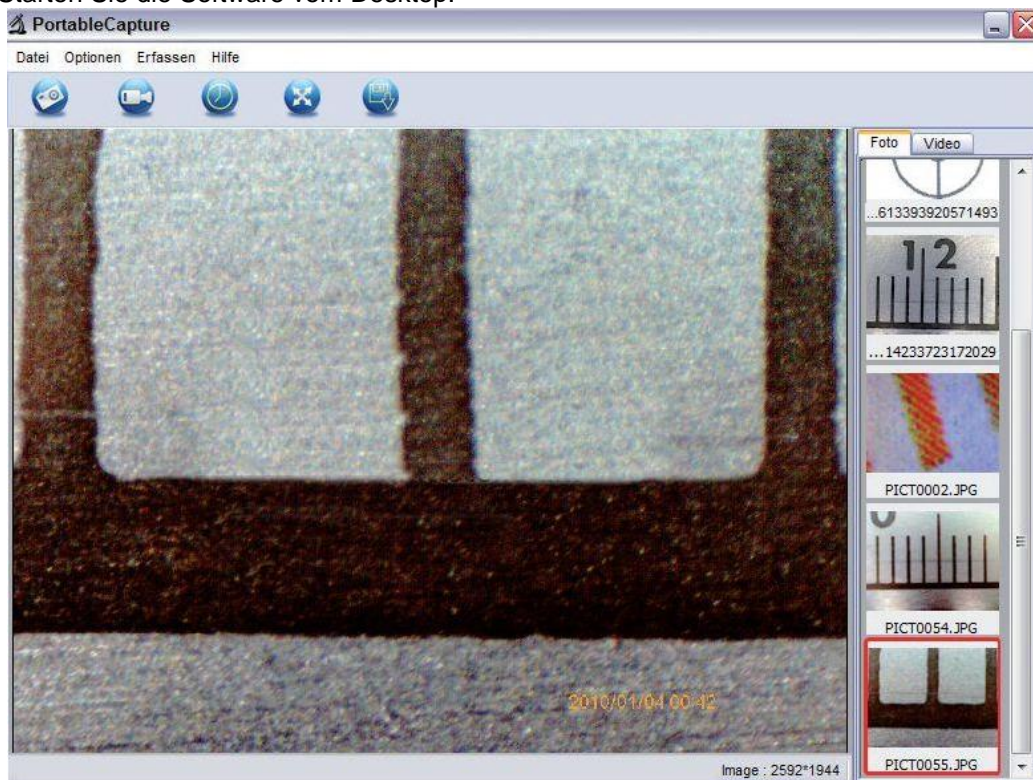 Starten Sie die Software vom Desktop.
PortableCapture
Datei Optionen Erfassen Hilfe
Foto Video
...613393920571493
1 2
...14233723172029
PICT0002.JPG
0
PICT0054.JPG
2010/01/04 00:42
PICT0055.JPG
Image : 2592*1944